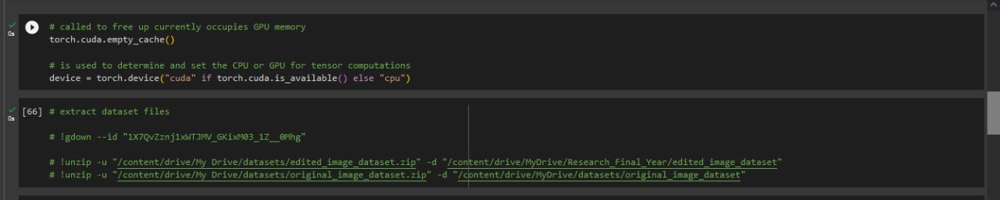 # called to free up currently occupies GPU memory
0s
torch.cuda.empty_cache()
# is used to determine and set the CPU or GPU for tensor computations
device = torch.device("cuda" if torch.cuda.is_available() else "cpu")
[66] # extract dataset files
0s
# !gdown --id "1X7QvZznj1xWTJMV_GKixM03_1Z__0Mhg"
# !unzip -u "/content/drive/My Drive/datasets/edited_image_dataset.zip" -d "/content/drive/MyDrive/Research_Final_Year/edited_image_dataset"
# !unzip -u "/content/drive/My Drive/datasets/original_image_dataset.zip" -d "/content/drive/MyDrive/datasets/original_image_dataset"